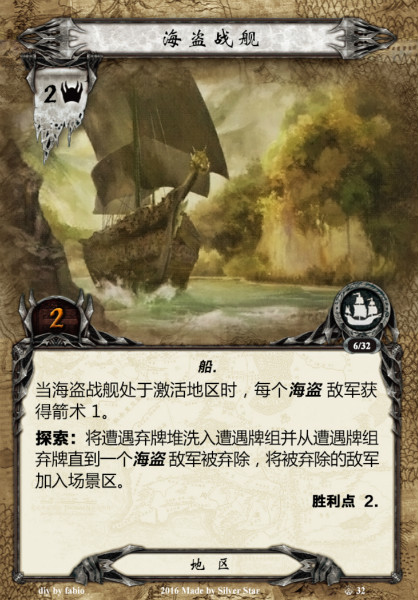 海盗战舰
2
2
6/32
船.
当海盗战舰处于激活地区时，每个海盗 敌军获
得箭术 1。
探索：将遭遇弃牌堆洗入遭遇牌组并从遭遇牌组
弃牌直到一个海盗 敌军被弃除，将被弃除的敌军
加入场景区。
胜利点 2.
地区
diy by fabio 2016 Made by Silver Star 32